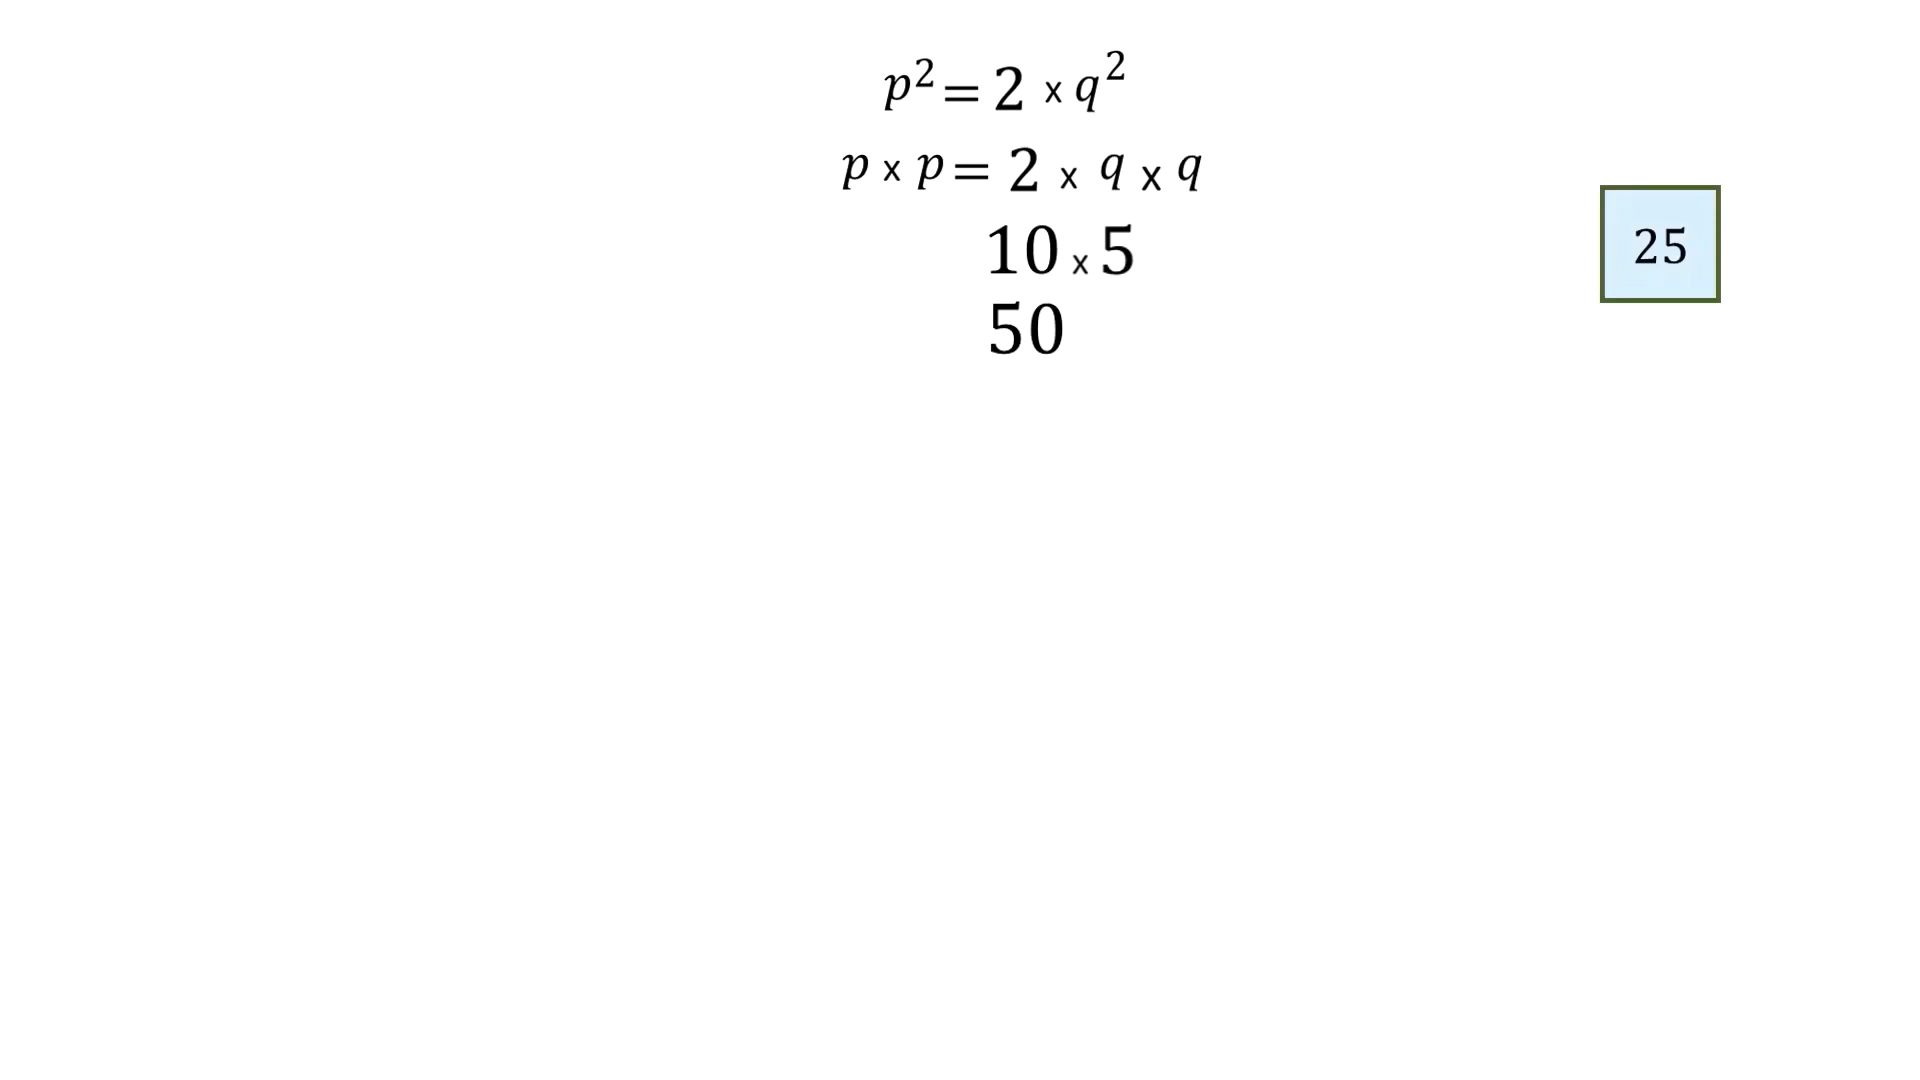 p² = 2 x q²
p x p = 2 x q x q
10 x 5
25
50